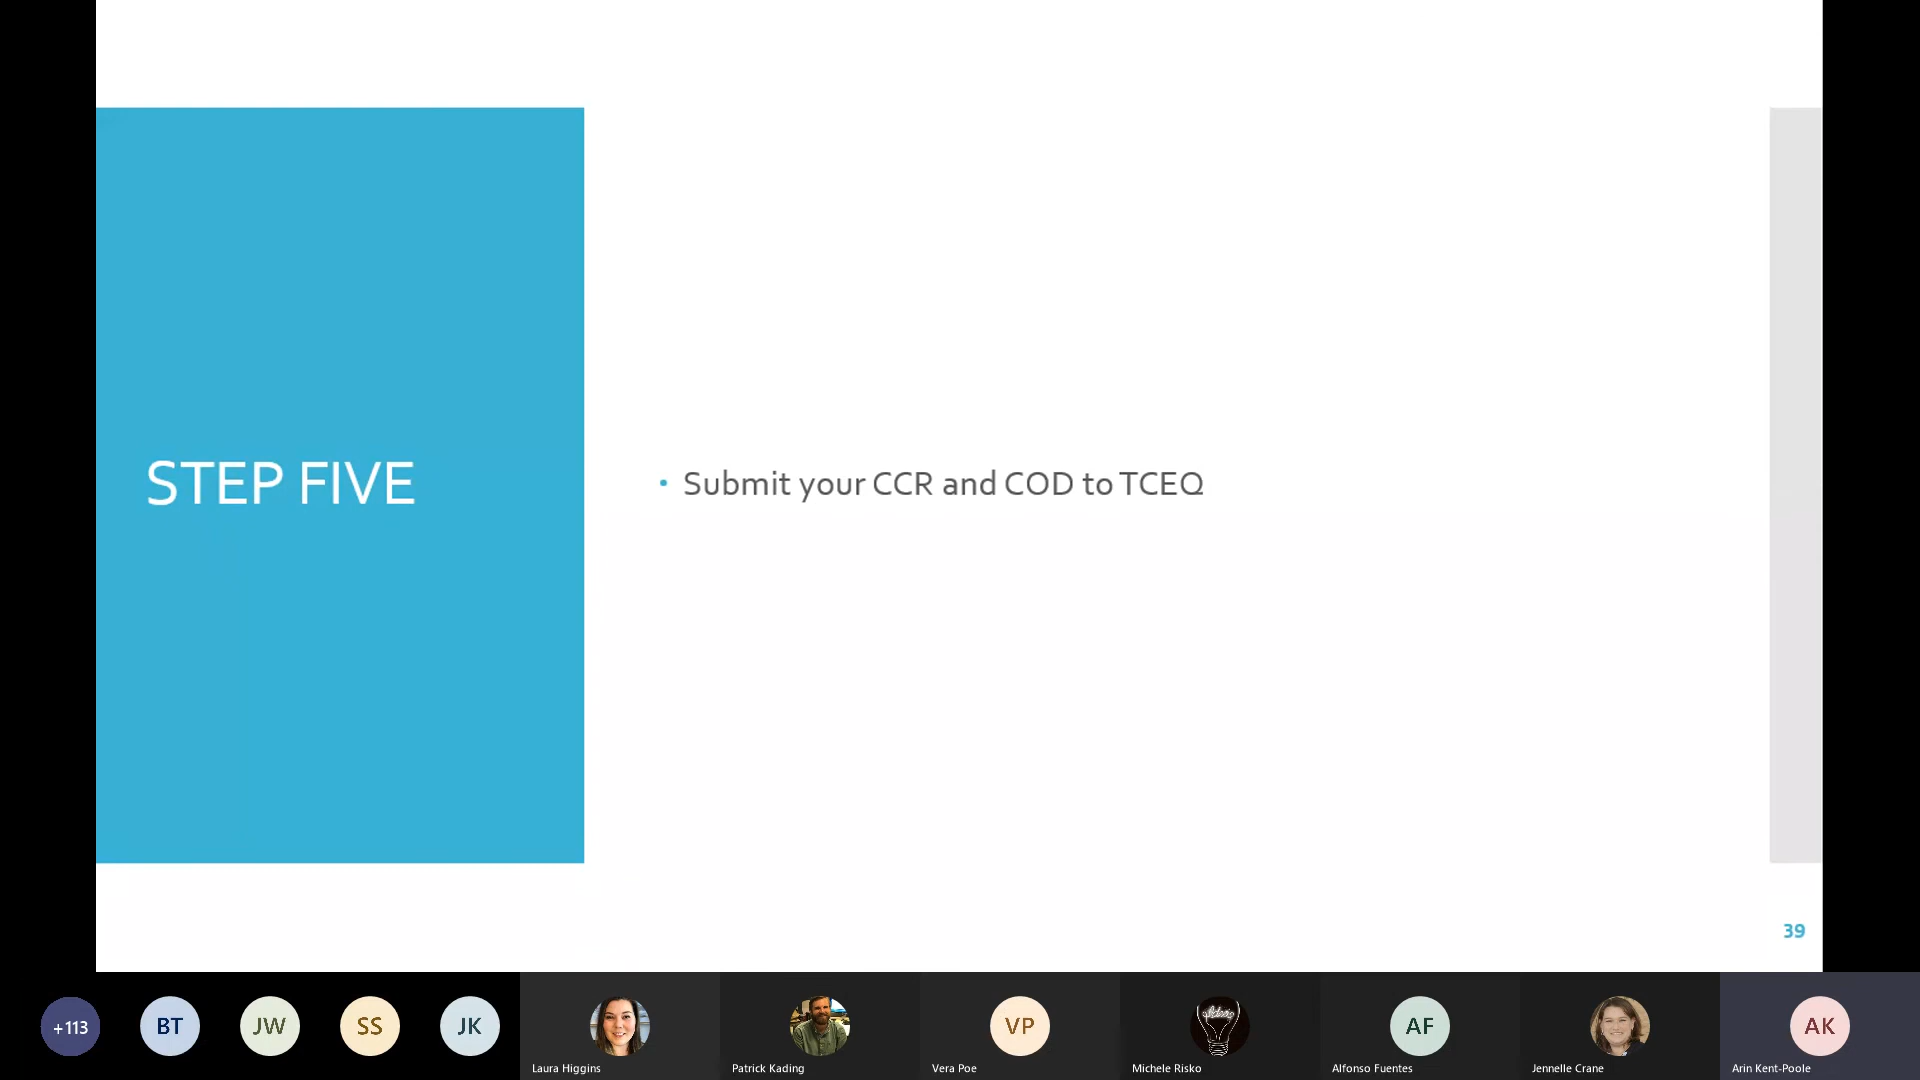 STEP FIVE
• Submit your CCR and COD to TCEQ
39
+113
BT
JW
SS
JK
Laura Higgins
Patrick Kading
VP
Vera Poe
Michele Risko
AF
Alfonso Fuentes
Jennelle Crane
AK
Arin Kent-Poole